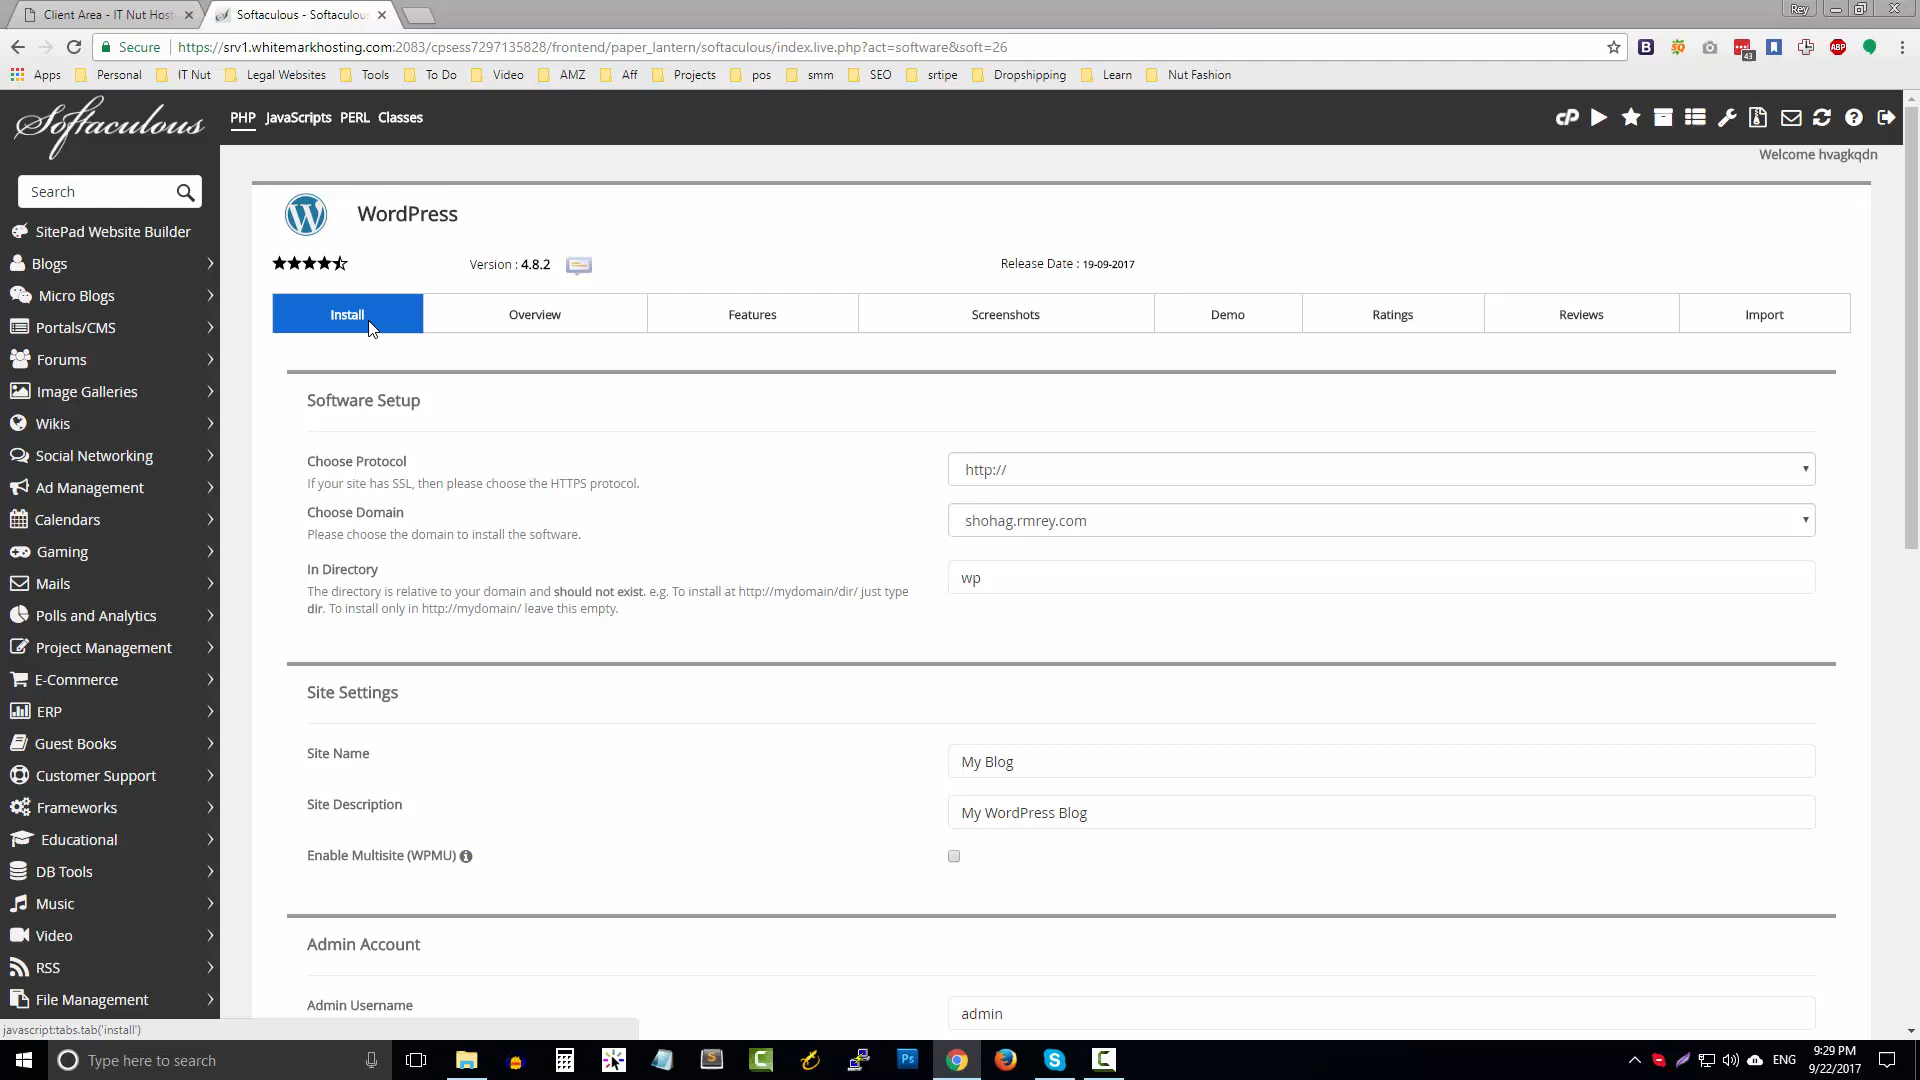 Client Area - IT Nut Host
Softaculous - Softaculous
Rey
Secure
https://srv1.whitemarkhosting.com:2083/cpsess7297135828/frontend/paper_lantern/softaculous/index.live.php?act=software&soft=26
Apps
Personal
IT Nut
Legal Websites
Tools
To Do
Video
AMZ
Aff
Projects
pos
smm
SEO
srtipe
Dropshipping
Learn
Nut Fashion
Softaculous
PHP JavaScripts PERL Classes
Welcome hvagkqdn
Search
SitePad Website Builder
Blogs
Micro Blogs
Portals/CMS
Forums
Image Galleries
Wikis
Social Networking
Ad Management
Calendars
Gaming
Mails
Polls and Analytics
Project Management
E-Commerce
ERP
Guest Books
Customer Support
Frameworks
Educational
DB Tools
Music
Video
RSS
File Management
WordPress
Version : 4.8.2
Release Date : 19-09-2017
Install
Overview
Features
Screenshots
Demo
Ratings
Reviews
Import
Software Setup
Choose Protocol
If your site has SSL, then please choose the HTTPS protocol.
http://
Choose Domain
Please choose the domain to install the software.
shohag.rmrey.com
In Directory
The directory is relative to your domain and should not exist. e.g. To install at http://mydomain/dir/ just type
dir. To install only in http://mydomain/ leave this empty.
wp
Site Settings
Site Name
My Blog
Site Description
My WordPress Blog
Enable Multisite (WPMU)
Admin Account
Admin Username
admin
javascript:tabs.tab('install')
Type here to search
ENG
9:29 PM
9/22/2017